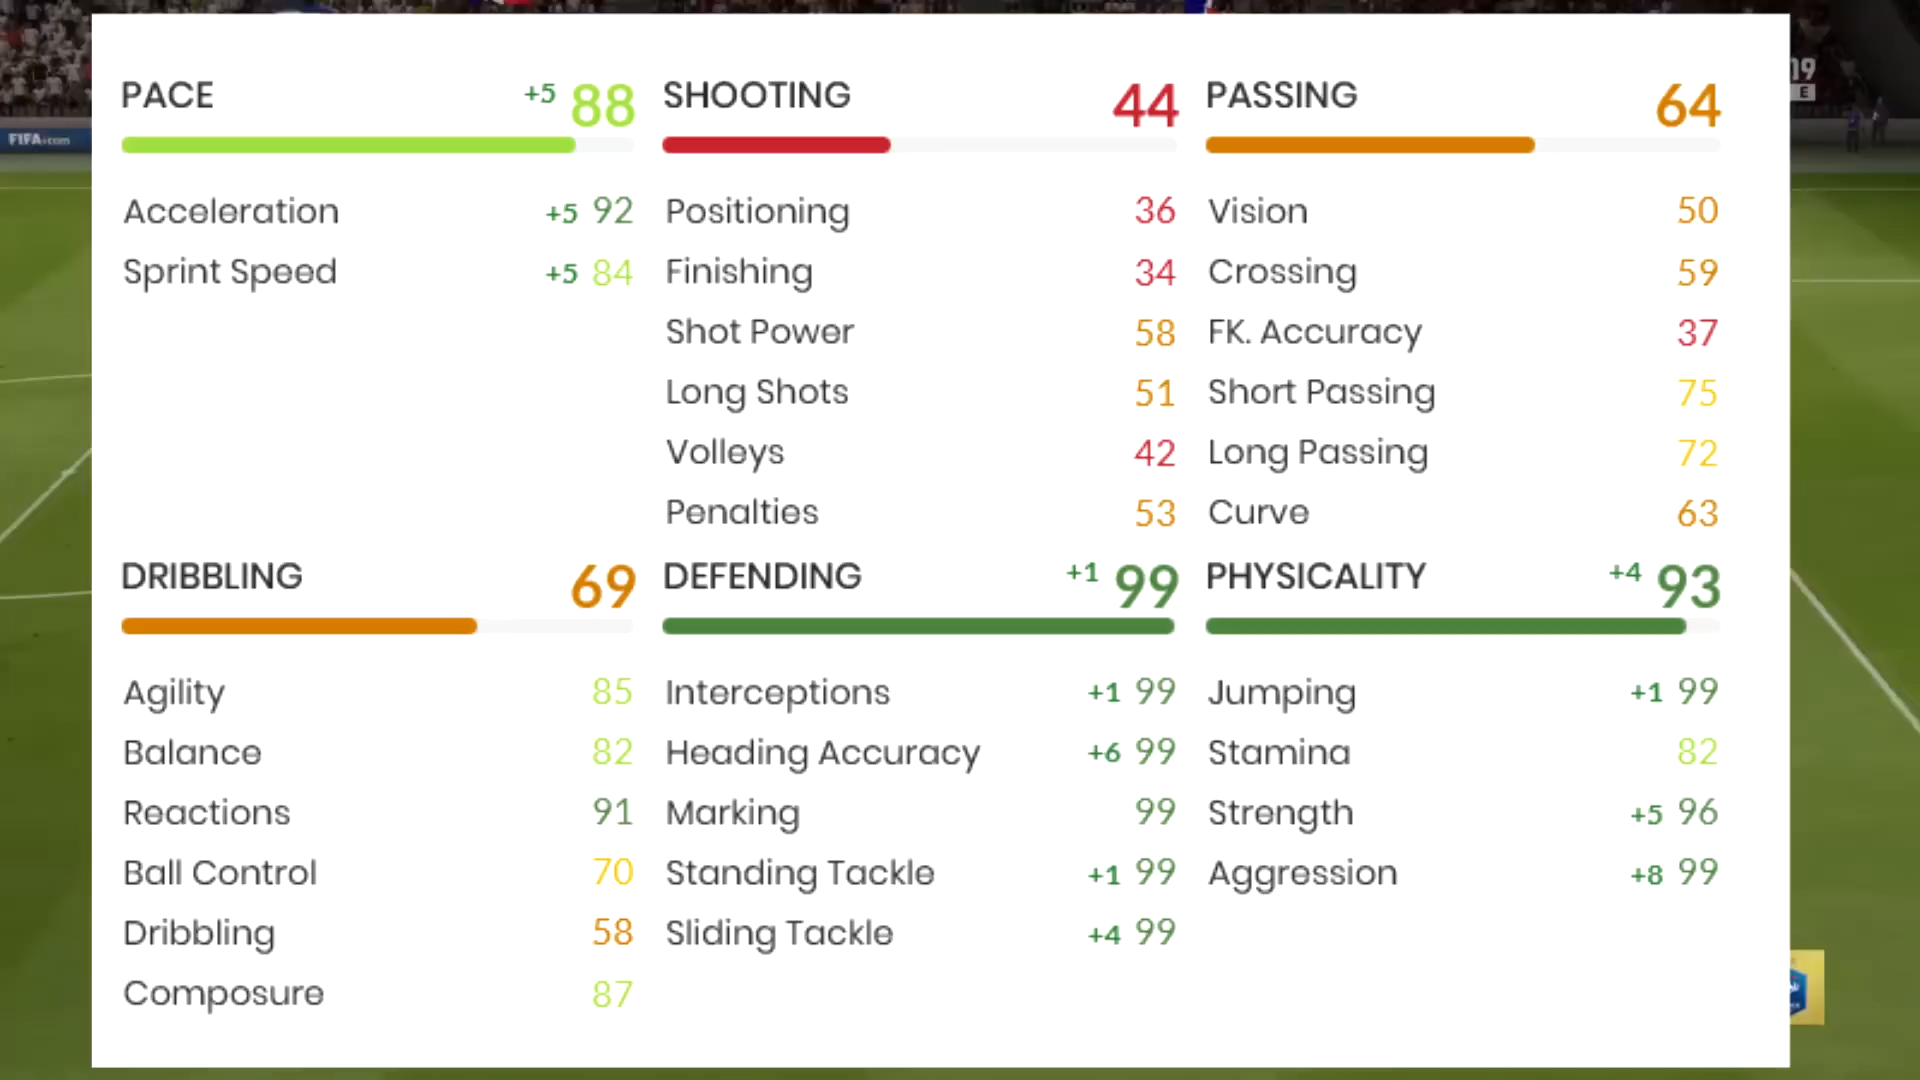 PACE +5 88
Acceleration +5 92
Sprint Speed +5 84
SHOOTING 44
Positioning 36
Finishing 34
Shot Power 58
Long Shots 51
Volleys 42
Penalties 53
PASSING 64
Vision 50
Crossing 59
FK. Accuracy 37
Short Passing 75
Long Passing 72
Curve 63
DRIBBLING 69
Agility 85
Balance 82
Reactions 91
Ball Control 70
Dribbling 58
Composure 87
DEFENDING +1 99
Interceptions +1 99
Heading Accuracy +6 99
Marking 99
Standing Tackle +1 99
Sliding Tackle +4 99
PHYSICALITY +4 93
Jumping +1 99
Stamina 82
Strength +5 96
Aggression +8 99
FIFA.com
19
E